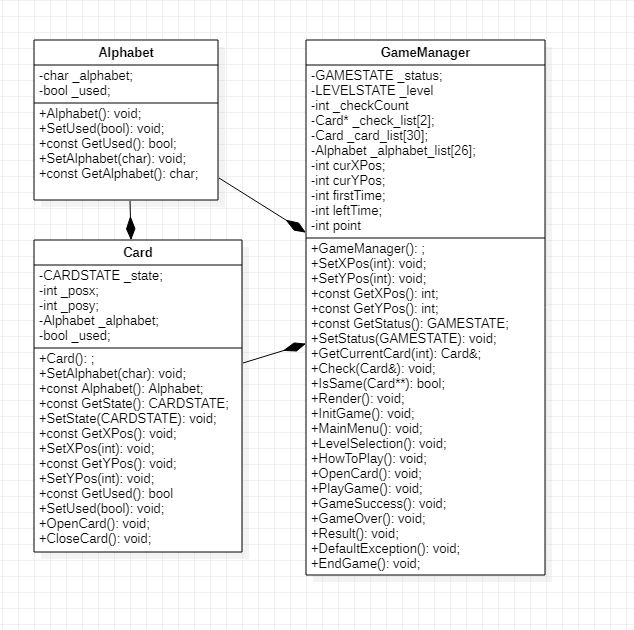 Alphabet
-char _alphabet;
-bool _used;
+Alphabet(): void;
+SetUsed(bool): void;
+const GetUsed(): bool;
+SetAlphabet(char): void;
+const GetAlphabet(): char;
Card
-CARDSTATE _state;
-int _posx;
-int _posy;
-Alphabet _alphabet;
-bool _used;
+Card(): ;
+SetAlphabet(char): void;
+const Alphabet(): Alphabet;
+const GetState(): CARDSTATE;
+SetState(CARDSTATE): void;
+const GetXPos(): void;
+SetXPos(int): void;
+const GetYPos(): void;
+SetYPos(int): void;
+const GetUsed(): bool
+SetUsed(bool): void;
+OpenCard(): void;
+CloseCard(): void;
GameManager
-GAMESTATE _status;
-LEVELSTATE _level
-int _checkCount
-Card* _check_list[2];
-Card _card_list[30];
-Alphabet _alphabet_list[26];
-int curXPos;
-int curYPos;
-int firstTime;
-int leftTime;
-int point
+GameManager(): ;
+SetXPos(int): void;
+SetYPos(int): void;
+const GetXPos(): int;
+const GetYPos(): int;
+const GetStatus(): GAMESTATE;
+SetStatus(GAMESTATE): void;
+GetCurrentCard(int): Card&;
+Check(Card&): void;
+IsSame(Card**): bool;
+Render(): void;
+InitGame(): void;
+MainMenu(): void;
+LevelSelection(): void;
+HowToPlay(): void;
+OpenCard(): void;
+PlayGame(): void;
+GameSuccess(): void;
+GameOver(): void;
+Result(): void;
+DefaultException(): void;
+EndGame(): void;